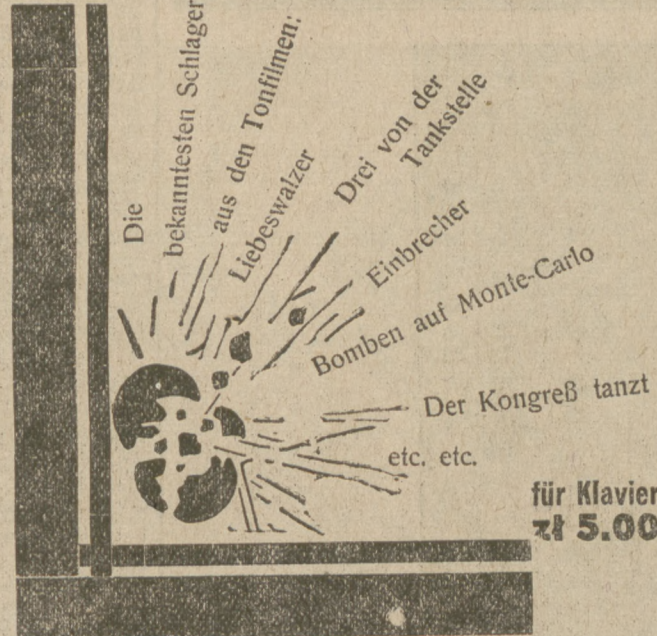 Die
bekanntesten Schlager
aus den Tonfilmen:
Liebeswalzer
Drei von der
Tankstelle
Einbrecher
Bomben auf Monte-Carlo
Der Kongreß tanzt
etc. etc.
für Klavier
zł 5.00